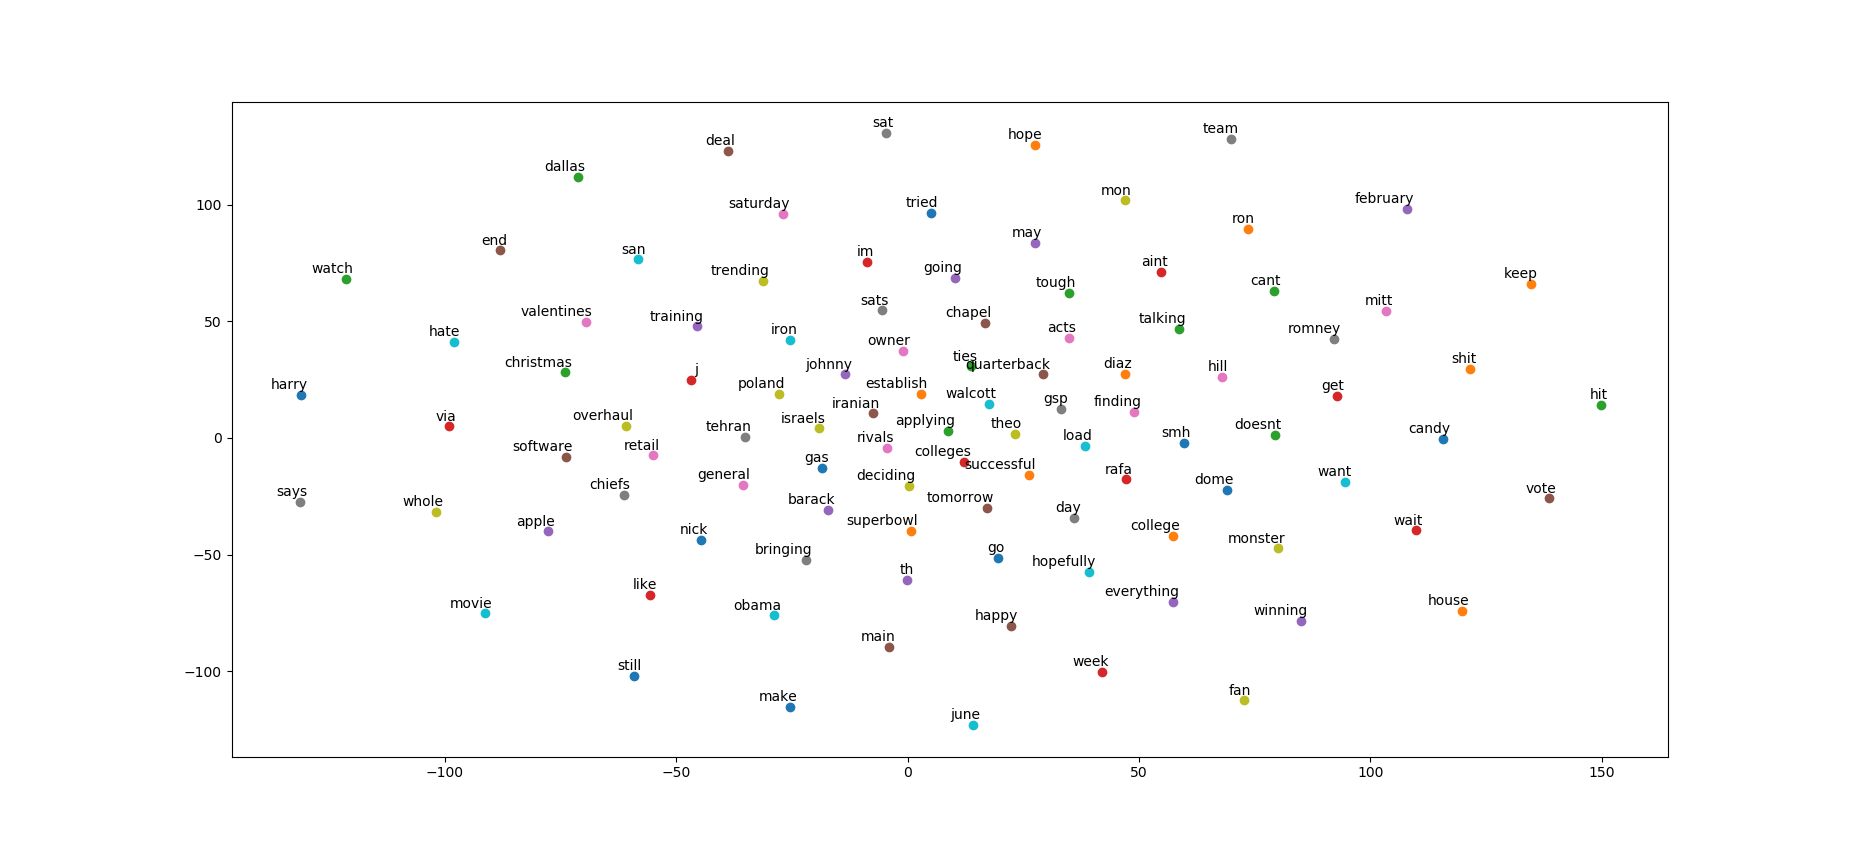 sat
team
hope
deal
dallas
mon
february
saturday
tried
100
ron
may
end
san
im
aint
watch
trending
going
keep
tough
cant
sats
mitt
valentines
chapel
training
talking
50
hate
iron
acts
romney
owner
christmas
johnny
ties
quarterback
diaz
shit
j
hill
harry
poland
establish
get
walcott
hit
iranian
gsp
finding
via
overhaul
israels
applying
theo
tehran
doesnt
candy
0
rivals
load
smh
software
retail
colleges
gas
successful
rafa
general
deciding
want
dome
says
chiefs
vote
whole
barack
tomorrow
day
apple
superbowl
wait
nick
college
monster
bringing
go
−50
hopefully
th
like
everything
movie
obama
house
winning
happy
main
still
week
−100
make
fan
june
−100
−50
0
50
100
150